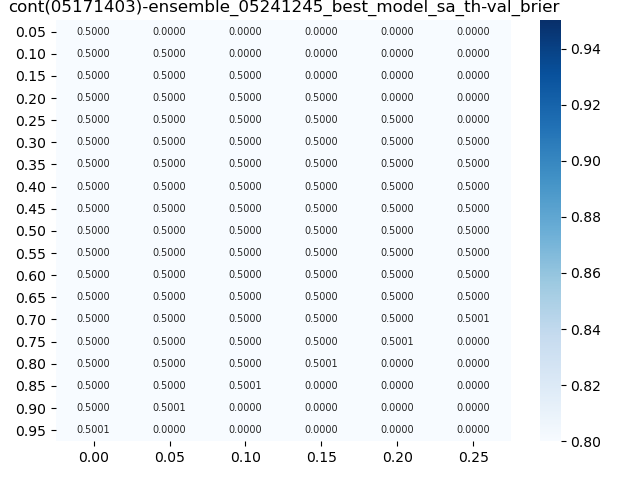 cont(05171403)-ensemble_05241245_best_model_sa_th-val_brier
0.05 0.5000 0.0000 0.0000 0.0000 0.0000 0.0000
0.10 0.5000 0.5000 0.0000 0.0000 0.0000 0.0000
0.15 0.5000 0.5000 0.5000 0.0000 0.0000 0.0000
0.20 0.5000 0.5000 0.5000 0.5000 0.0000 0.0000
0.25 0.5000 0.5000 0.5000 0.5000 0.5000 0.0000
0.30 0.5000 0.5000 0.5000 0.5000 0.5000 0.5000
0.35 0.5000 0.5000 0.5000 0.5000 0.5000 0.5000
0.40 0.5000 0.5000 0.5000 0.5000 0.5000 0.5000
0.45 0.5000 0.5000 0.5000 0.5000 0.5000 0.5000
0.50 0.5000 0.5000 0.5000 0.5000 0.5000 0.5000
0.55 0.5000 0.5000 0.5000 0.5000 0.5000 0.5000
0.60 0.5000 0.5000 0.5000 0.5000 0.5000 0.5000
0.65 0.5000 0.5000 0.5000 0.5000 0.5000 0.5000
0.70 0.5000 0.5000 0.5000 0.5000 0.5000 0.5001
0.75 0.5000 0.5000 0.5000 0.5000 0.5001 0.0000
0.80 0.5000 0.5000 0.5000 0.5001 0.0000 0.0000
0.85 0.5000 0.5000 0.5001 0.0000 0.0000 0.0000
0.90 0.5000 0.5001 0.0000 0.0000 0.0000 0.0000
0.95 0.5001 0.0000 0.0000 0.0000 0.0000 0.0000
0.00 0.05 0.10 0.15 0.20 0.25
0.94
0.92
0.90
0.88
0.86
0.84
0.82
0.80